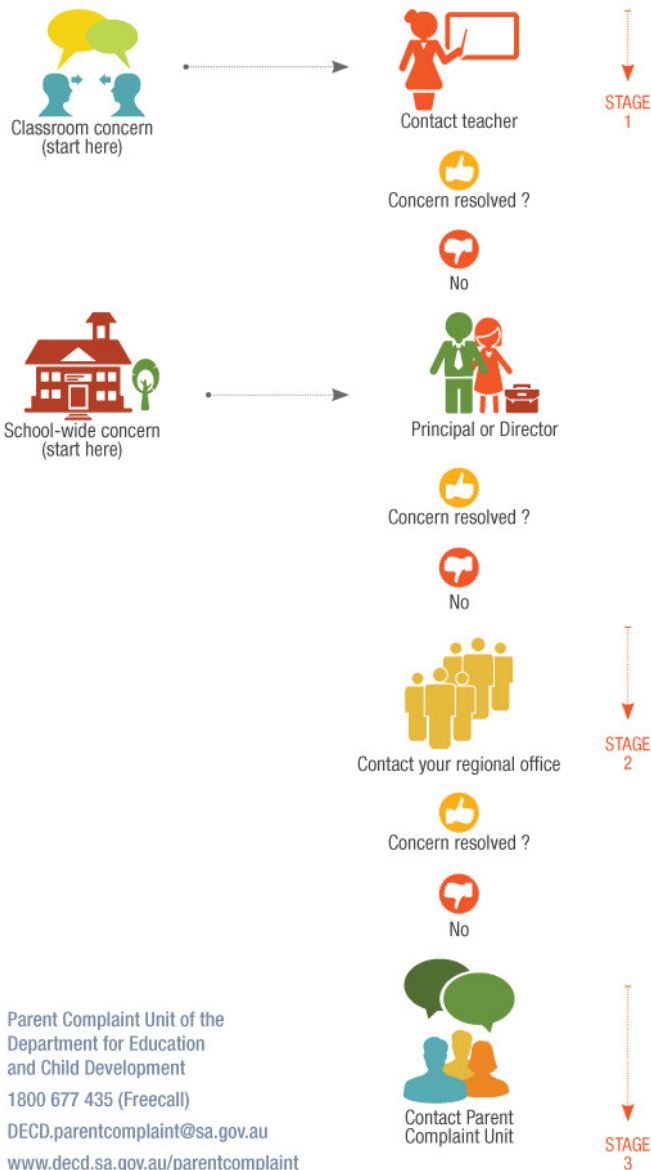 Classroom concern
(start here)
Contact teacher
STAGE
1
Concern resolved ?
No
School-wide concern
(start here)
Principal or Director
Concern resolved ?
No
Contact your regional office
STAGE
2
Concern resolved ?
No
Contact Parent
Complaint Unit
STAGE
3
Parent Complaint Unit of the
Department for Education
and Child Development
1800 677 435 (Freecall)
DECD.parentcomplaint@sa.gov.au
www.decd.sa.gov.au/parentcomplaint